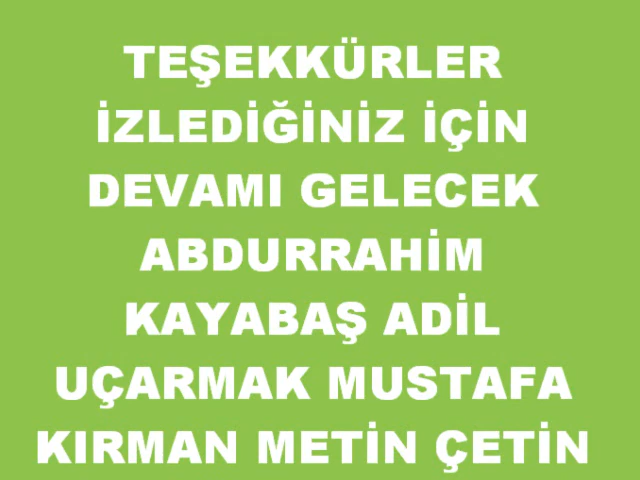 TEŞEKKÜRLER
İZLEDİĞİNİZ İÇİN
DEVAMI GELECEK
ABDURRAHİM
KAYABAŞ ADİL
UÇARMAK MUSTAFA
KIRMAN METİN ÇETİN